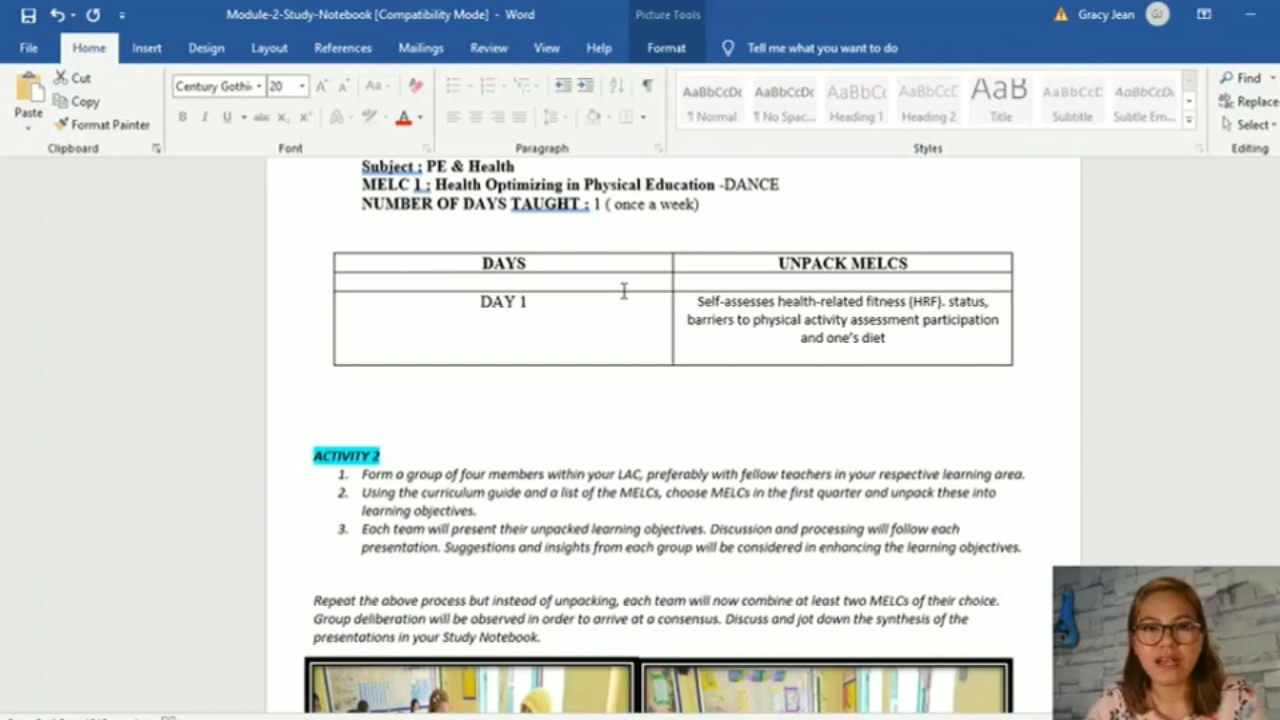 Module-2-Study-Notebook [Compatibility Mode] - Word
Picture Tools
Gracy Jean
GJ
File Home Insert Design Layout References Mailings Review View Help Format Tell me what you want to do
Paste
Cut
Copy
Format Painter
Clipboard
Century Gothi 20
Font
Paragraph
AaBbCcDc AaBbCcDc AaBbCc AaBbCcD AaB AaBbCcD AaBbCcDc
¶ Normal ¶ No Spac... Heading 1 Heading 2 Title Subtitle Subtle Em...
Styles
Find
Replace
Select
Editing
Subject : PE & Health
MELC 1 : Health Optimizing in Physical Education -DANCE
NUMBER OF DAYS TAUGHT : 1 ( once a week)
DAYS UNPACK MELCS
DAY 1 Self-assesses health-related fitness (HRF). status,
barriers to physical activity assessment participation
and one's diet
ACTIVITY 2
1. Form a group of four members within your LAC, preferably with fellow teachers in your respective learning area.
2. Using the curriculum guide and a list of the MELCs, choose MELCs in the first quarter and unpack these into
learning objectives.
3. Each team will present their unpacked learning objectives. Discussion and processing will follow each
presentation. Suggestions and insights from each group will be considered in enhancing the learning objectives.
Repeat the above process but instead of unpacking, each team will now combine at least two MELCs of their choice.
Group deliberation will be observed in order to arrive at a consensus. Discuss and jot down the synthesis of the
presentations in your Study Notebook.